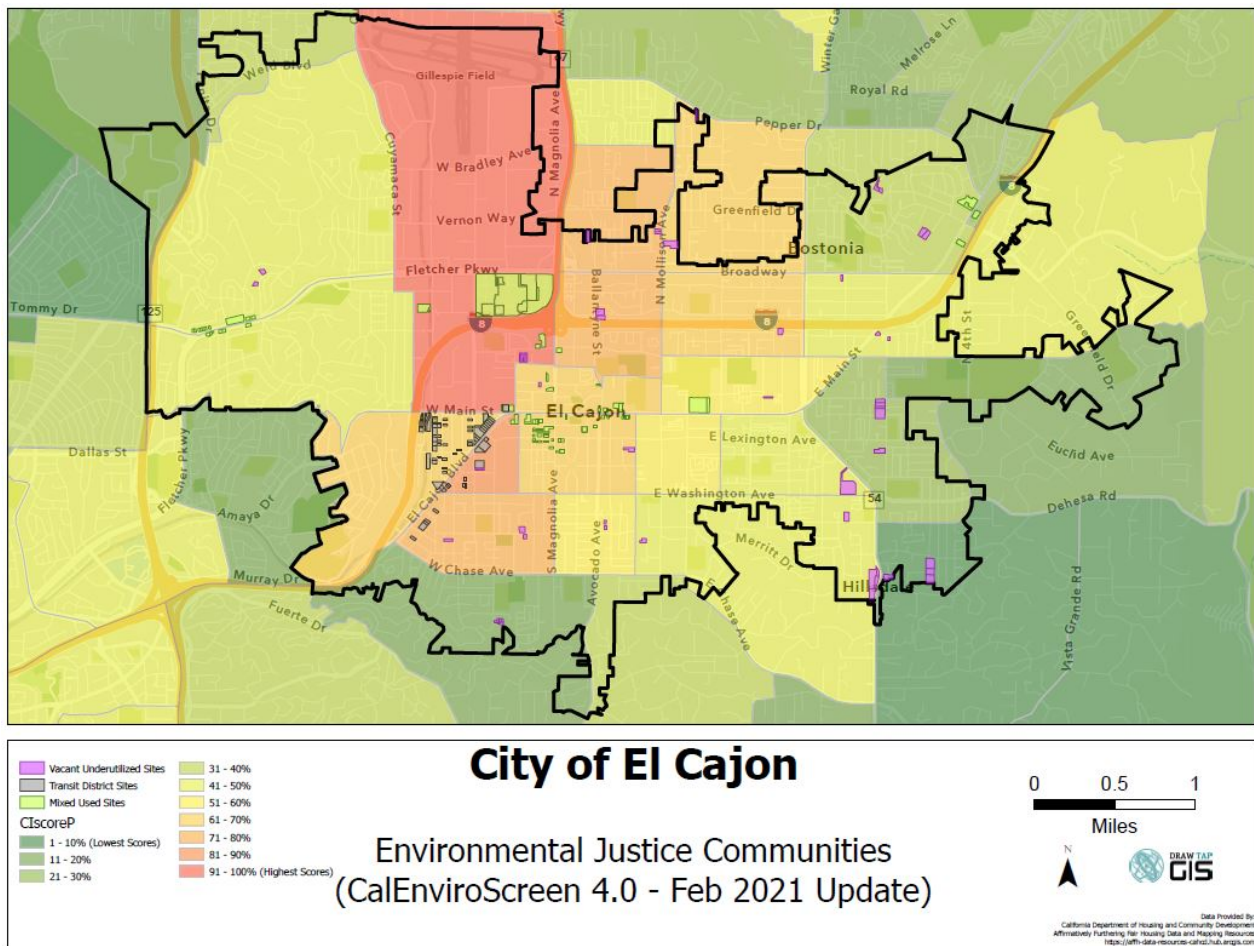 Weld Blvd
Gillespie Field
67
Winter Ga
Melrose Ln
Royal Rd
Pepper Dr
Cuyamaca St
W Bradley Ave
N Magnolia Ave
Vernon Way
Greenfield D
Bostonia
N Mollison Ave
Fletcher Pkwy
Broadway
Ballantyne St
Tommy Dr
125
8
8
8
N 4th St
Greenfield Dr
E Main St
W Main St
El Cajon
Dallas St
Fletcher Pkwy
E Lexington Ave
Euclid Ave
El Cajon Blvd
Amaya Dr
E Washington Ave
54
Dehesa Rd
S Magnolia Ave
Avocado Ave
Merritt Dr
W Chase Ave
Murray Dr
Fuerte Dr
E Chase Ave
Vista Grande Rd
Vacant Underutilized Sites
Transit District Sites
Mixed Used Sites
CIscoreP
1 - 10% (Lowest Scores)
11 - 20%
21 - 30%
31 - 40%
41 - 50%
51 - 60%
61 - 70%
71 - 80%
81 - 90%
91 - 100% (Highest Scores)
City of El Cajon
Environmental Justice Communities
(CalEnviroScreen 4.0 - Feb 2021 Update)
0 0.5 1
Miles
N
DRAW TAP
GIS
Data Provided By:
California Department of Housing and Community Development
Affirmatively Furthering Fair Housing Data and Mapping Resources